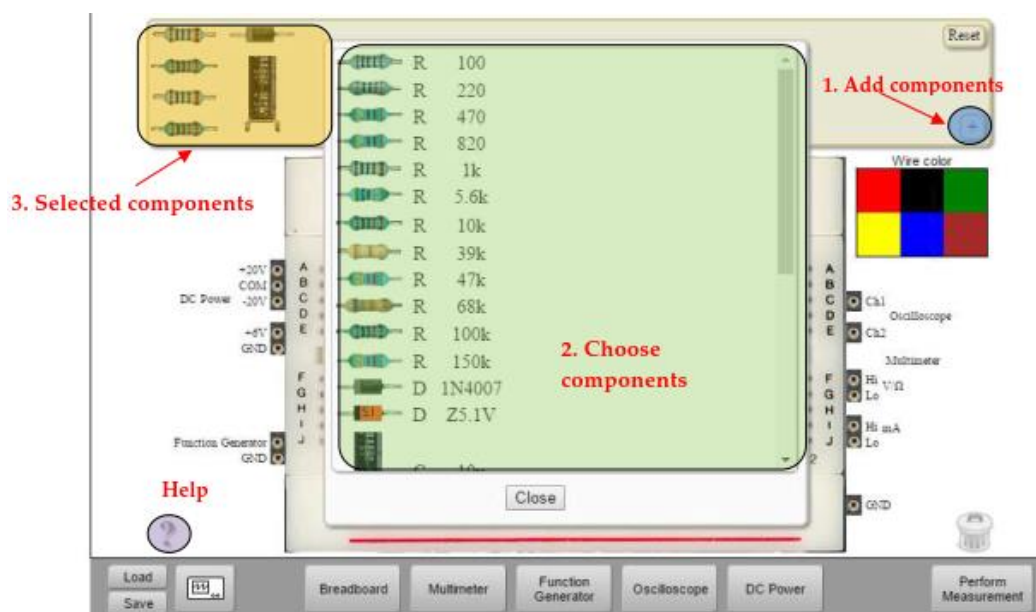 Reset
1. Add components
3. Selected components
Wire color
R 100
R 220
R 470
R 820
R 1k
R 5.6k
R 10k
R 39k
R 47k
R 68k
R 100k
R 150k
D 1N4007
D Z5.1V
2. Choose
components
Close
+20V
COM
DC Power -20V
+6V
GND
Function Generator
GND
A
B
C
D
E
F
G
H
I
J
A
B
C
D
E
F
G
H
I
J
2
Ch1
Oscilloscope
Ch2
Multimeter
Hi V/Ω
Lo
Hi mA
Lo
GND
Help
?
Load
Save
Breadboard
Multimeter
Function
Generator
Oscilloscope
DC Power
Perform
Measurement